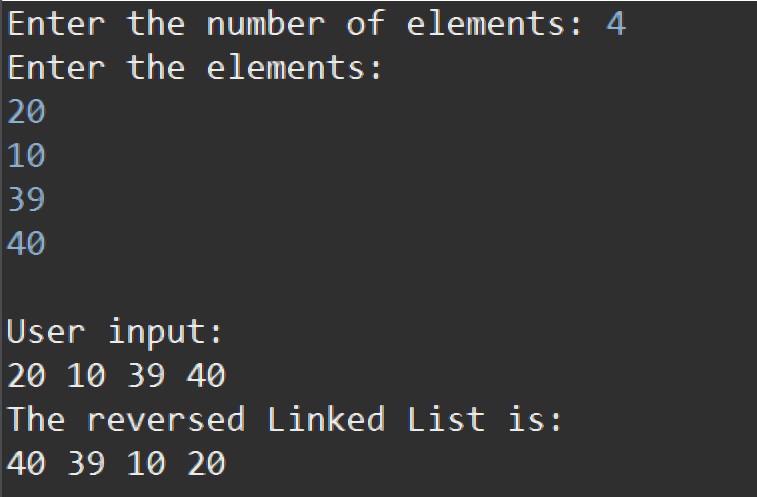 Enter the number of elements: 4
Enter the elements:
20
10
39
40
User input:
20 10 39 40
The reversed Linked List is:
40 39 10 20